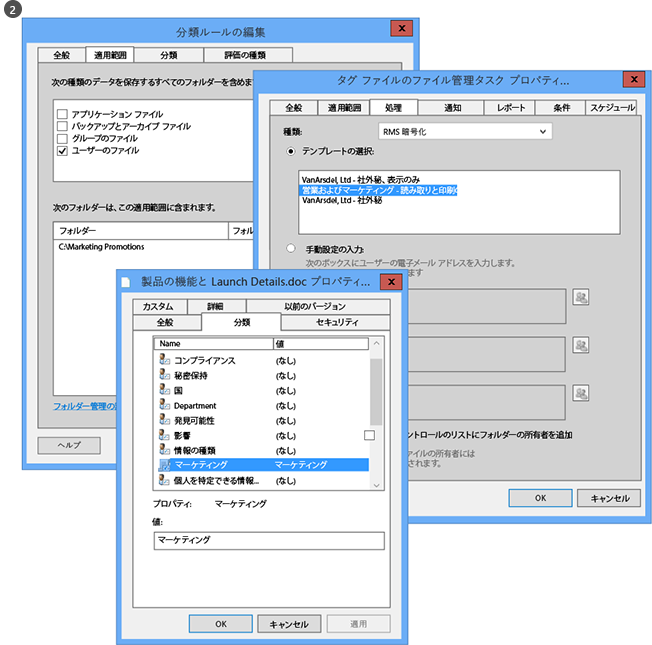 2
分類ルールの編集
全般
適用範囲
分類
評価の種類
次の種類のデータを保存するすべてのフォルダーを含めま
アプリケーション ファイル
バックアップとアーカイブ ファイル
グループのファイル
ユーザーのファイル
次のフォルダーは、この適用範囲に含まれます。
フォルダー
フォル
C:\Marketing Promotions
フォルダー管理の
ヘルプ
タグ ファイルのファイル管理タスク プロパティ...
全般
適用範囲
処理
通知
レポート
条件
スケジュール
種類:
RMS 暗号化
テンプレートの選択:
VanArsdel, Ltd - 社外秘、表示のみ
営業およびマーケティング - 読み取りと印刷
VanArsdel, Ltd - 社外秘
手動設定の入力:
次のボックスにユーザーの電子メール アドレスを入力します。
ます
ントロールのリストにフォルダーの所有者を追加
ァイルの所有者には
されます。
OK
キャンセル
製品の機能と Launch Details.doc プロパティ...
カスタム
詳細
以前のバージョン
全般
分類
セキュリティ
Name
値
コンプライアンス
(なし)
秘密保持
(なし)
国
(なし)
Department
(なし)
発見可能性
(なし)
影響
(なし)
情報の種類
(なし)
マーケティング
マーケティング
個人を特定できる情報...
(なし)
プロパティ:
マーケティング
値:
マーケティング
OK
キャンセル
適用